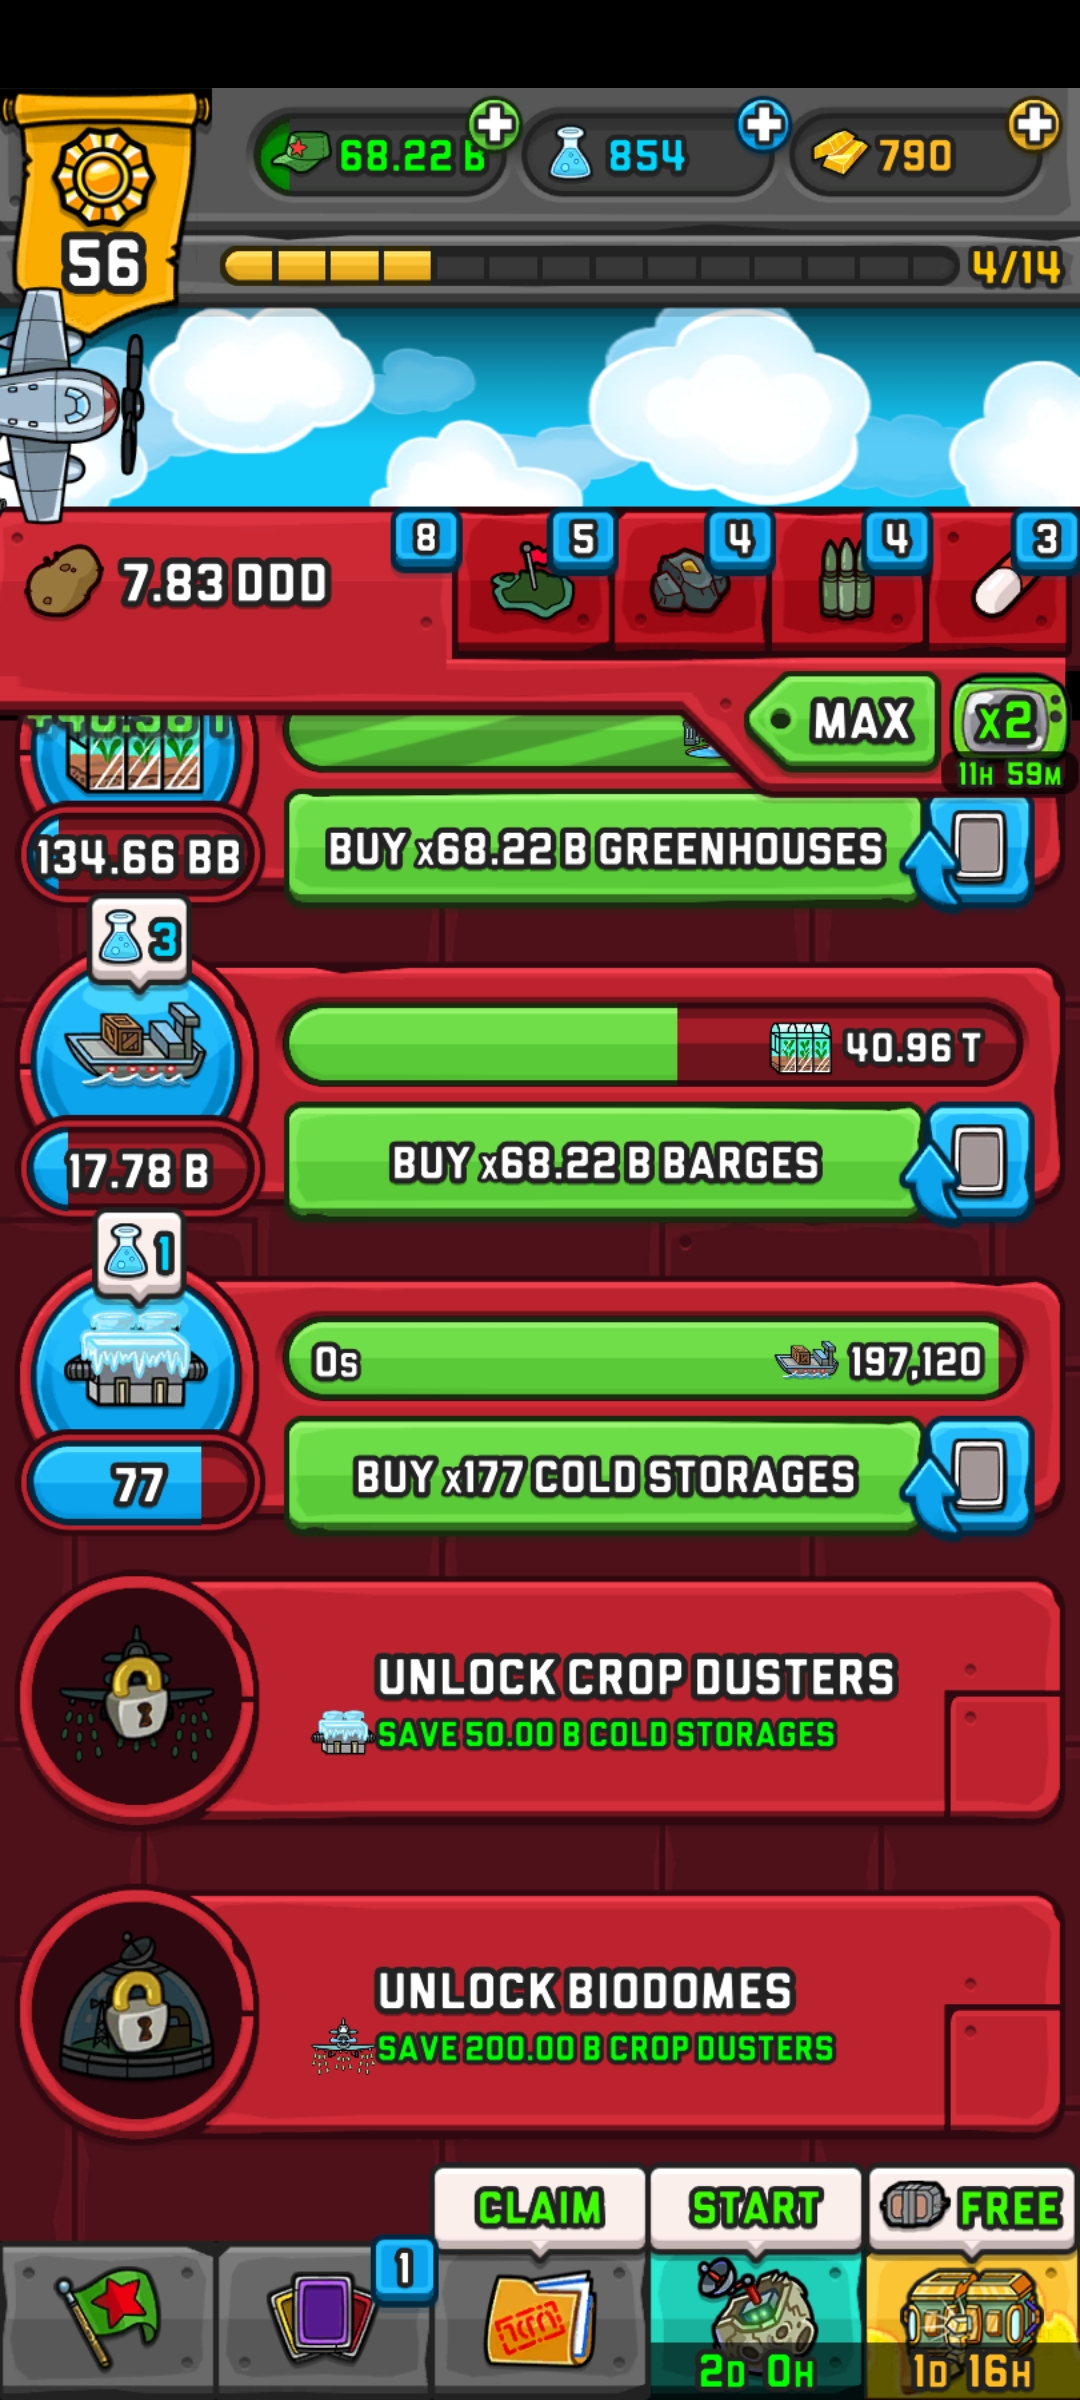 68.22 B
854
790
56
4/14
7.83 DDD
8
5
4
4
3
MAX
x2
11H 59M
134.66 BB
BUY x68.22 B GREENHOUSES
3
40.96 T
17.78 B
BUY x68.22 B BARGES
1
0s
197,120
77
BUY x177 COLD STORAGES
UNLOCK CROP DUSTERS
SAVE 50.00 B COLD STORAGES
UNLOCK BIODOMES
SAVE 200.00 B CROP DUSTERS
CLAIM
START
FREE
1
2D 0H
1D 16H